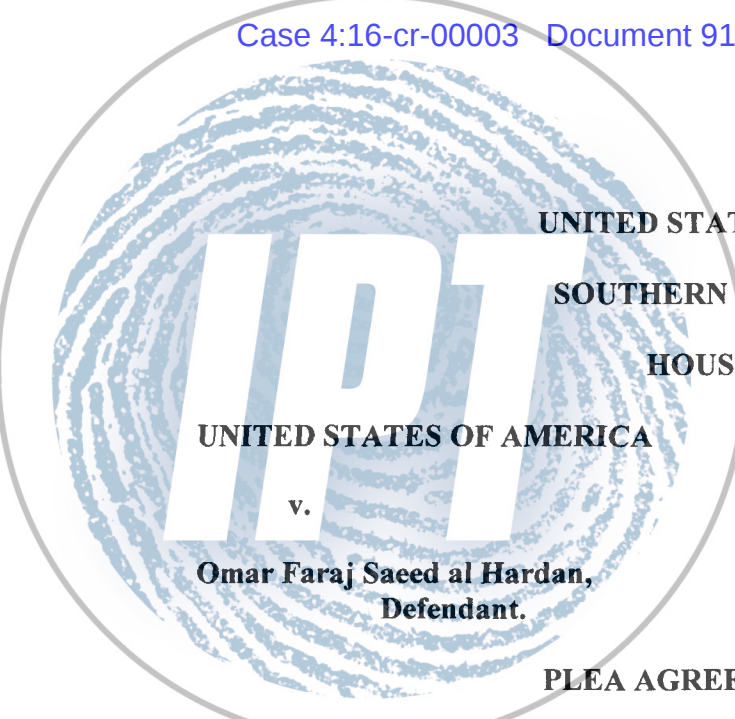 Case 4:16-cr-00003 Document 91
UNITED STAT
SOUTHERN
HOUS
IPT
UNITED STATES OF AMERICA
v.
Omar Faraj Saeed al Hardan,
Defendant.
PLEA AGREE